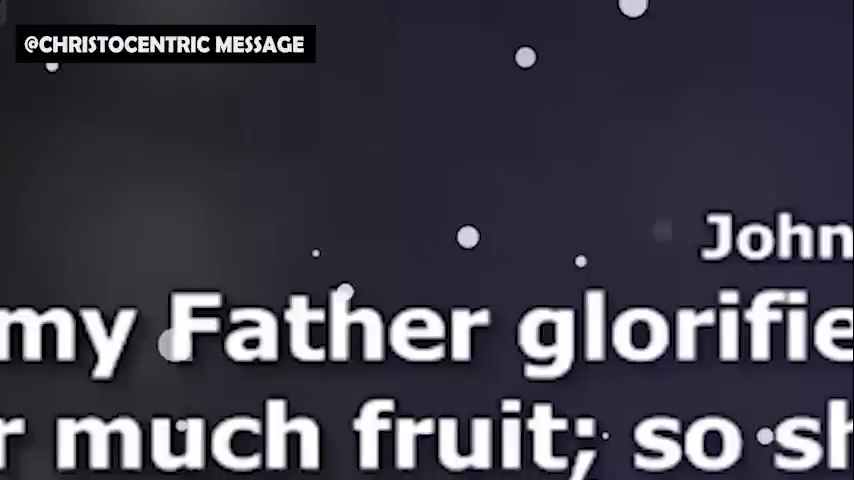 @CHRISTOCENTRIC MESSAGE
John
my Father glorifie
r much fruit; so sh